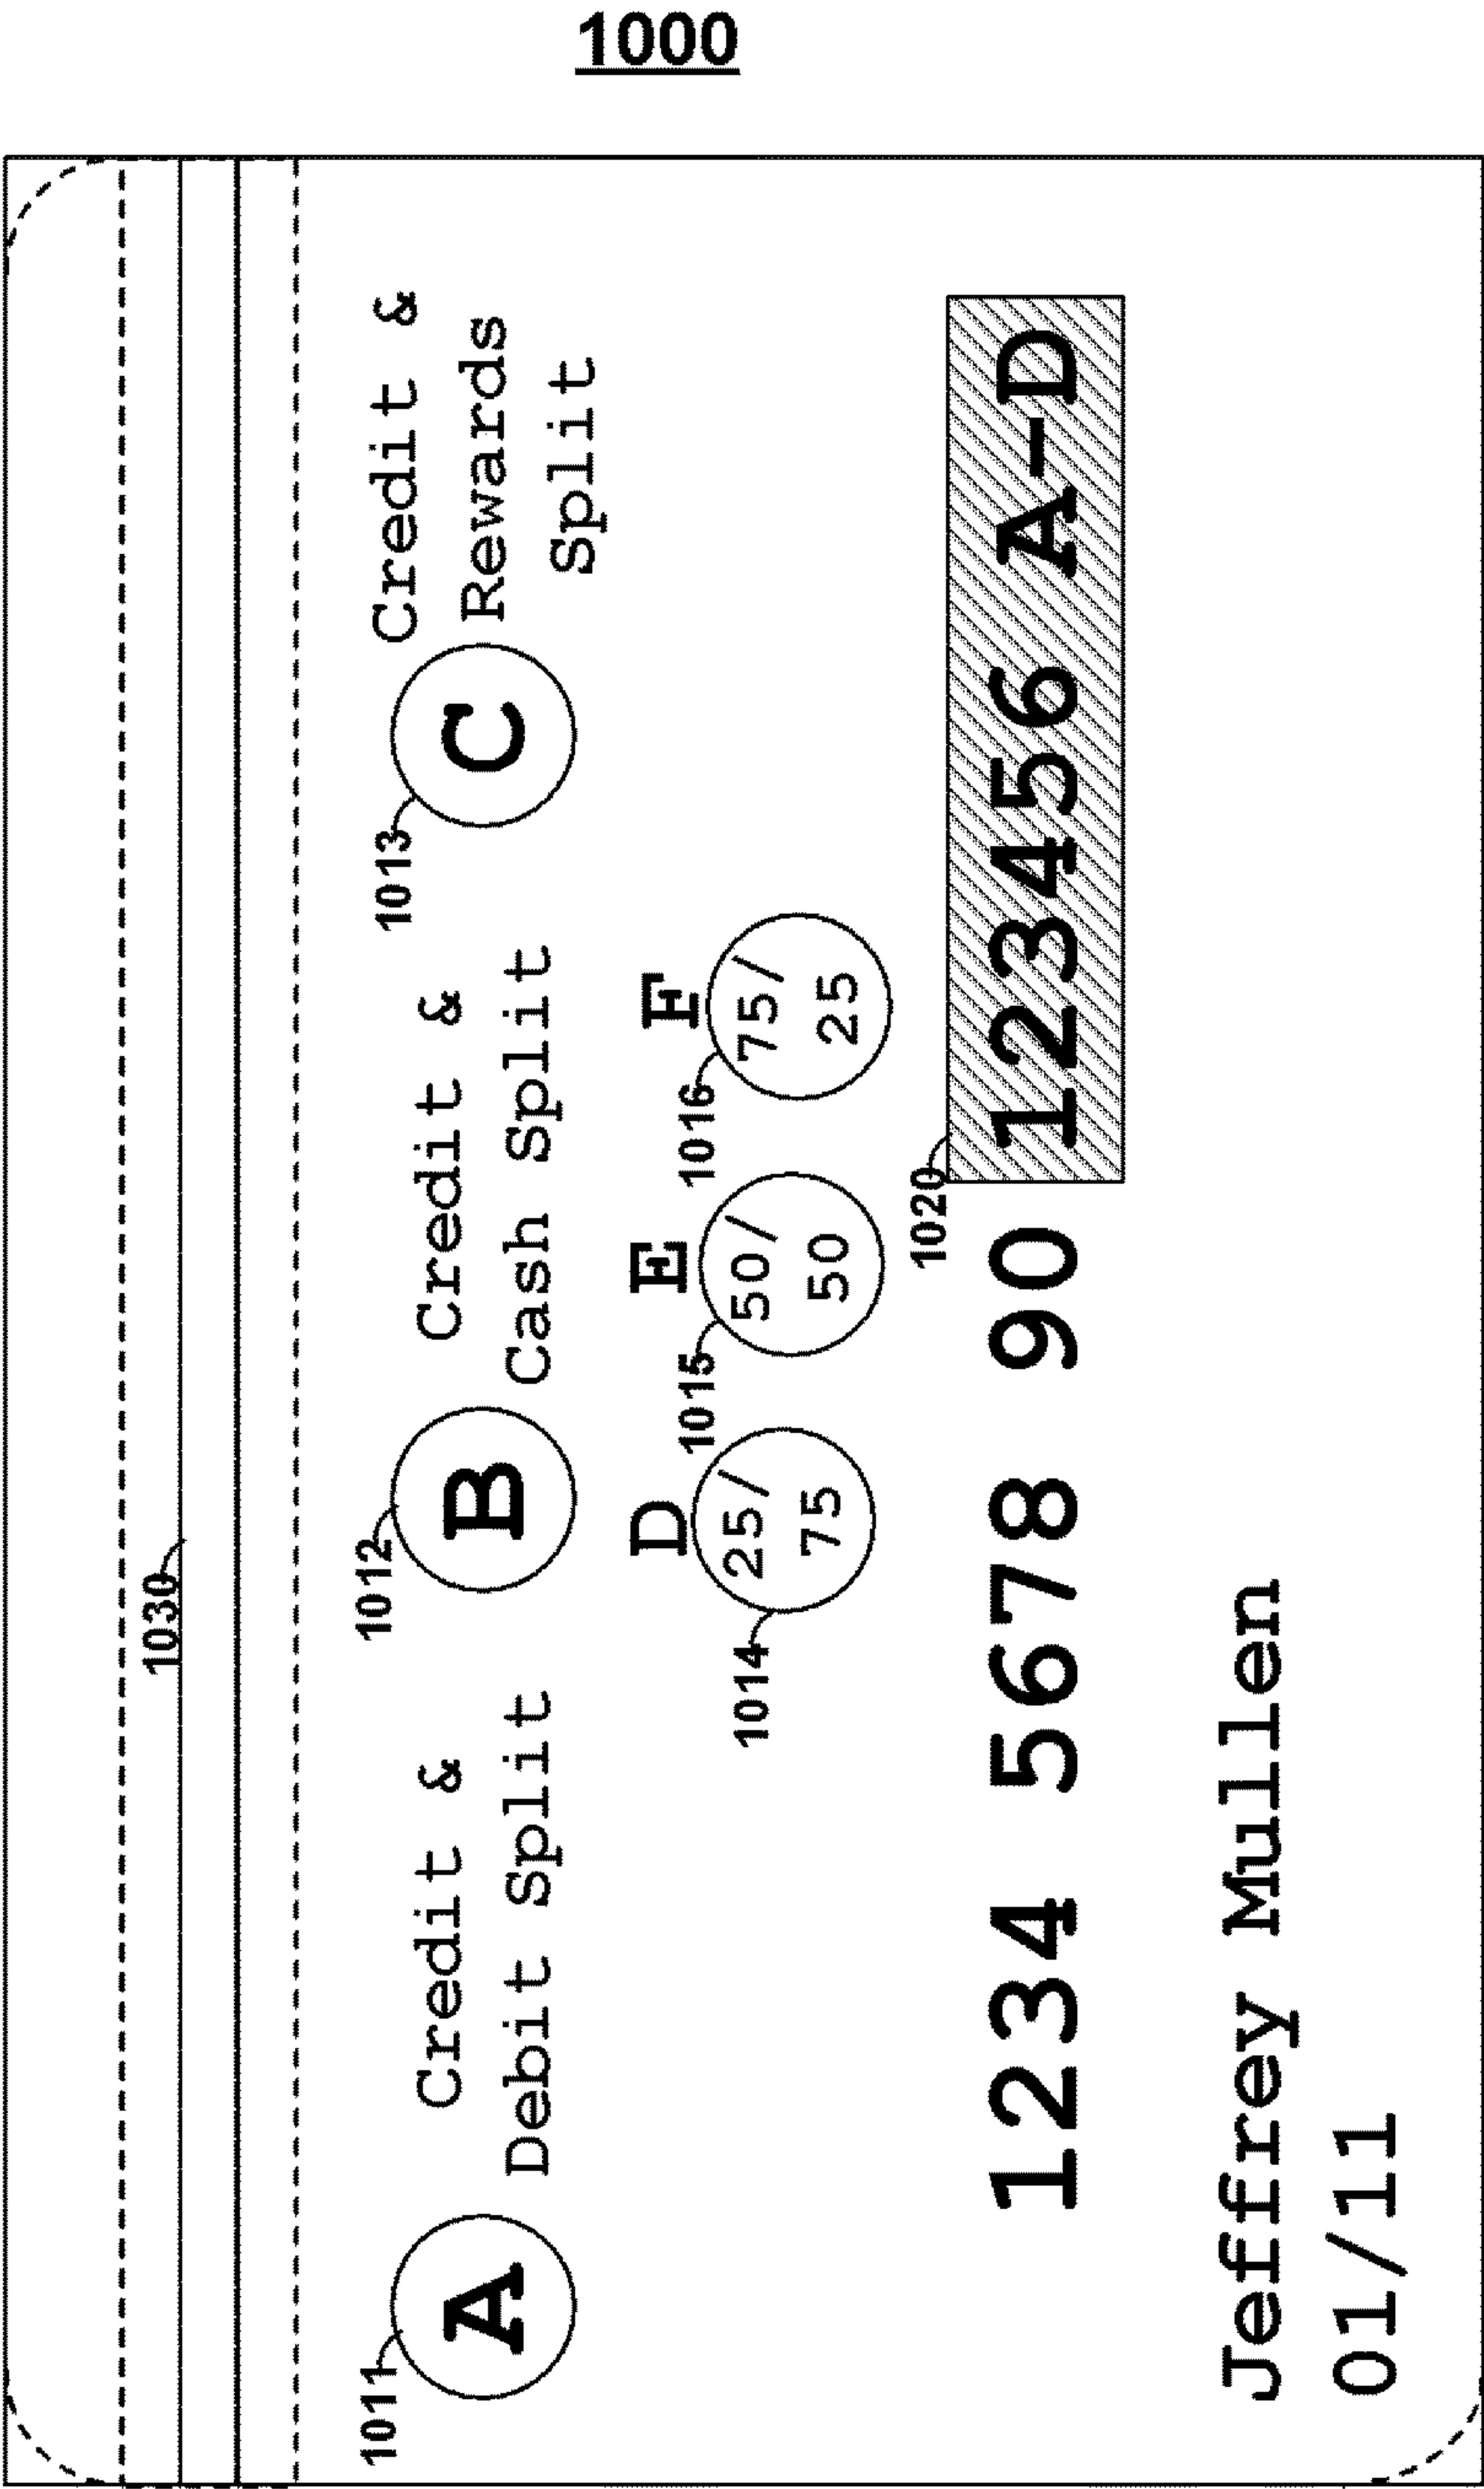 1000
1030
1011
A
Credit &
Debit Split
1012
B
Credit &
Cash Split
1013
C
Credit &
Rewards
Split
D
E
F
1014
25/
75
1015
50/
50
1016
75/
25
1020
1234 5678 90 123456 A-D
Jeffrey Mullen
01/11